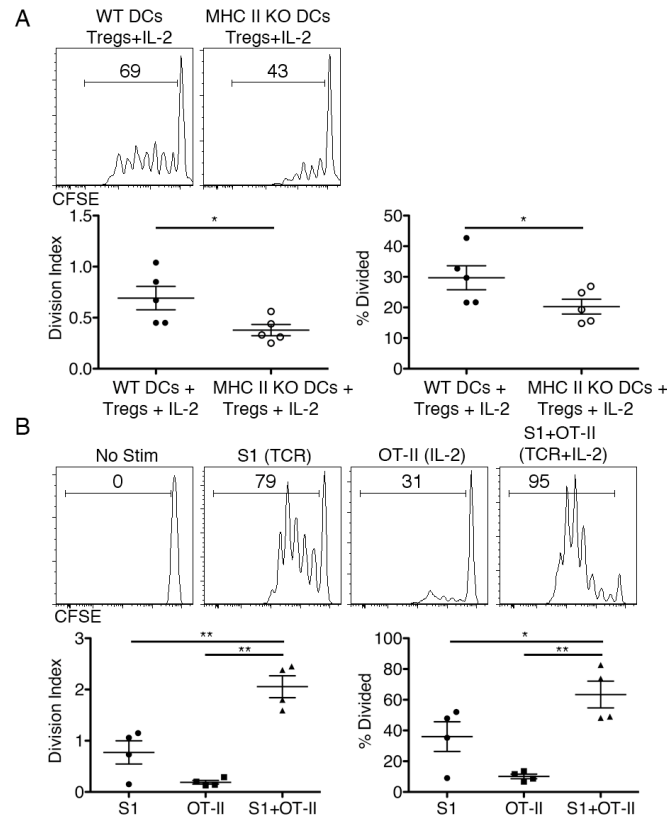 A
WT DCs
Tregs+IL-2
MHC II KO DCs
Tregs+IL-2
69
43
CFSE
Division Index
1.5
1.0
0.5
0.0
*
WT DCs +
Tregs + IL-2
MHC II KO DCs +
Tregs + IL-2
% Divided
50
40
30
20
10
0
*
WT DCs +
Tregs + IL-2
MHC II KO DCs +
Tregs + IL-2
B
No Stim
S1 (TCR)
OT-II (IL-2)
S1+OT-II
(TCR+IL-2)
0
79
31
95
CFSE
Division Index
3
2
1
0
**
**
S1
OT-II
S1+OT-II
% Divided
100
80
60
40
20
0
*
**
S1
OT-II
S1+OT-II